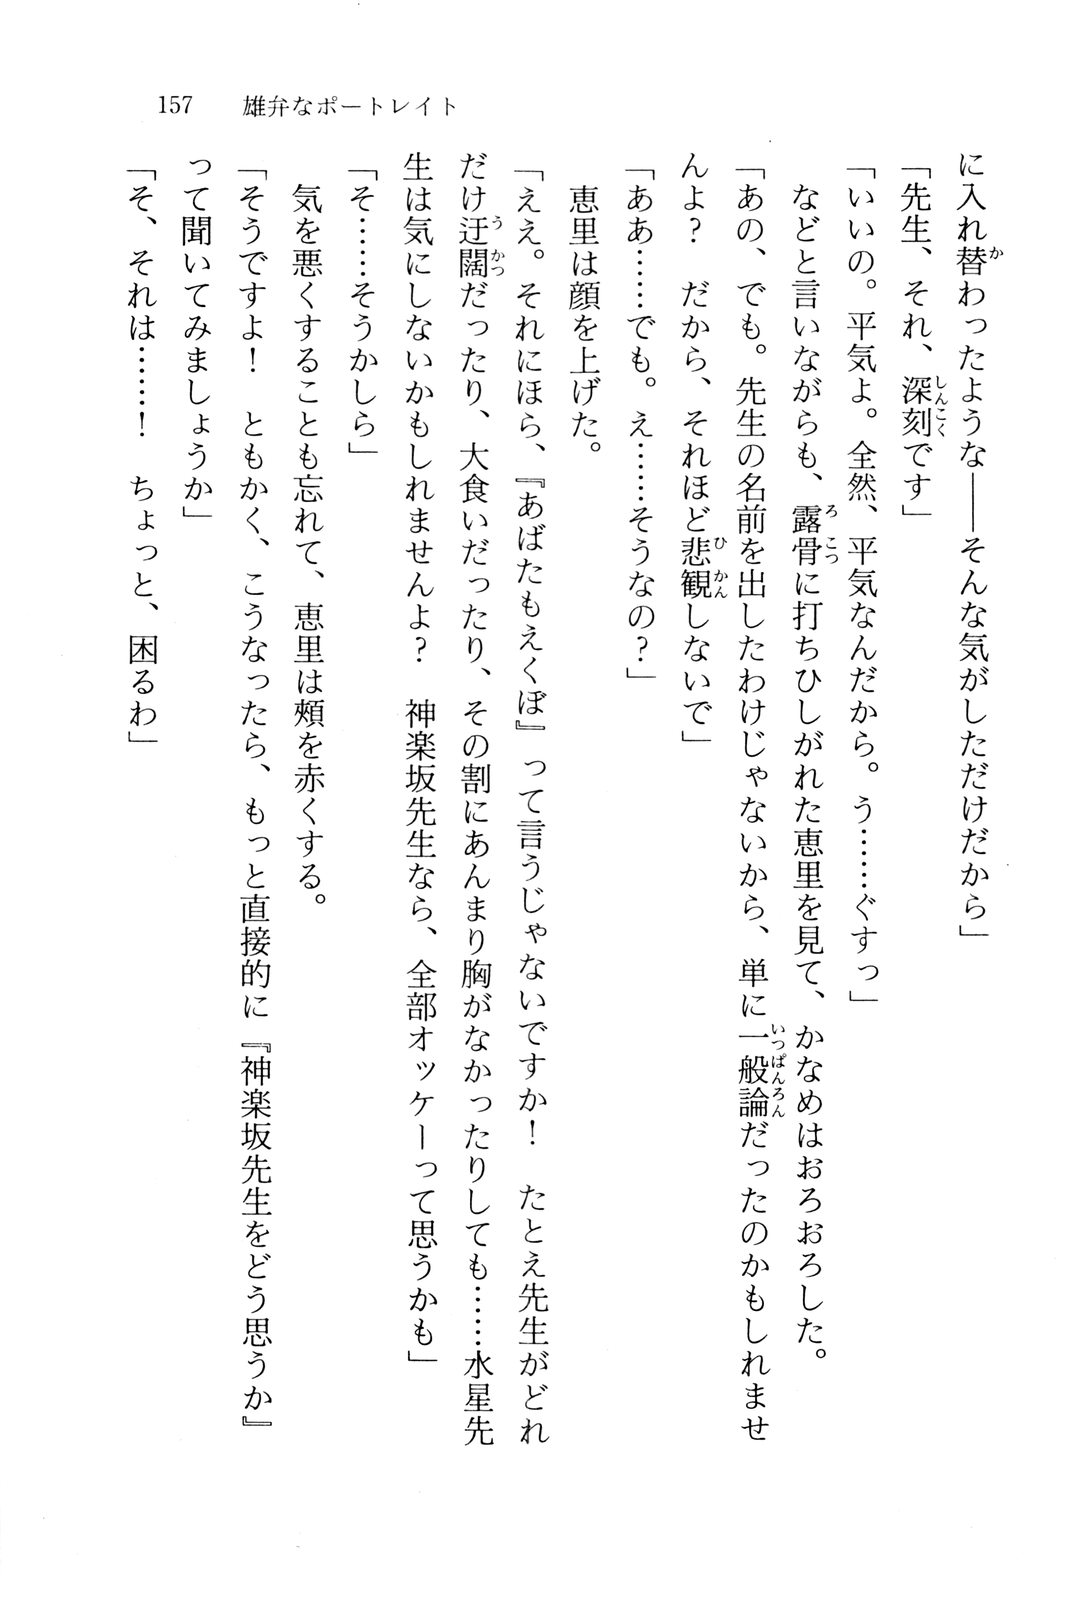 157　雄弁なポートレイト
に入れ替わったような――そんな気がしただけだから」
「先生、それ、深刻です」
「いいの。平気よ。全然、平気なんだから。う……ぐすっ」
　などと言いながらも、露骨に打ちひしがれた恵里を見て、かなめはおろおろした。
「あの、でも。先生の名前を出したわけじゃないから、単に一般論だったのかもしれませ
んよ？　だから、それほど悲観しないで」
「ああ……でも。え……そうなの？」
　恵里は顔を上げた。
「ええ。それにほら、『あばたもえくぼ』って言うじゃないですか！　たとえ先生がどれ
だけ迂闊だったり、大食いだったり、その割にあんまり胸がなかったりしても……水星先
生は気にしないかもしれませんよ？　神楽坂先生なら、全部オッケーって思うかも」
「そ……そうかしら」
　気を悪くすることも忘れて、恵里は頬を赤くする。
「そうですよ！　ともかく、こうなったら、もっと直接的に『神楽坂先生をどう思うか』
って聞いてみましょうか」
「そ、それは……！　ちょっと、困るわ」